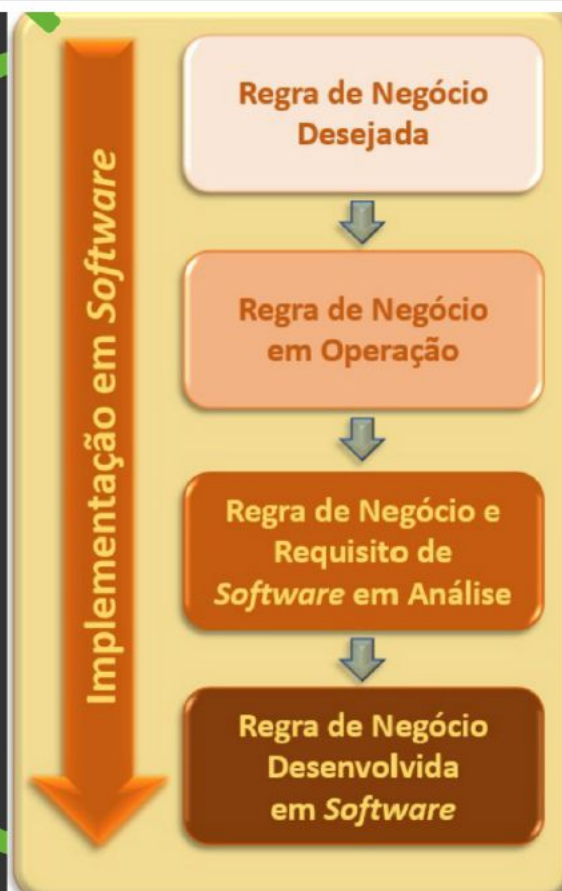 Implementação em Software
Regra de Negócio
Desejada
Regra de Negócio
em Operação
Regra de Negócio e
Requisito de
Software em Análise
Regra de Negócio
Desenvolvida
em Software